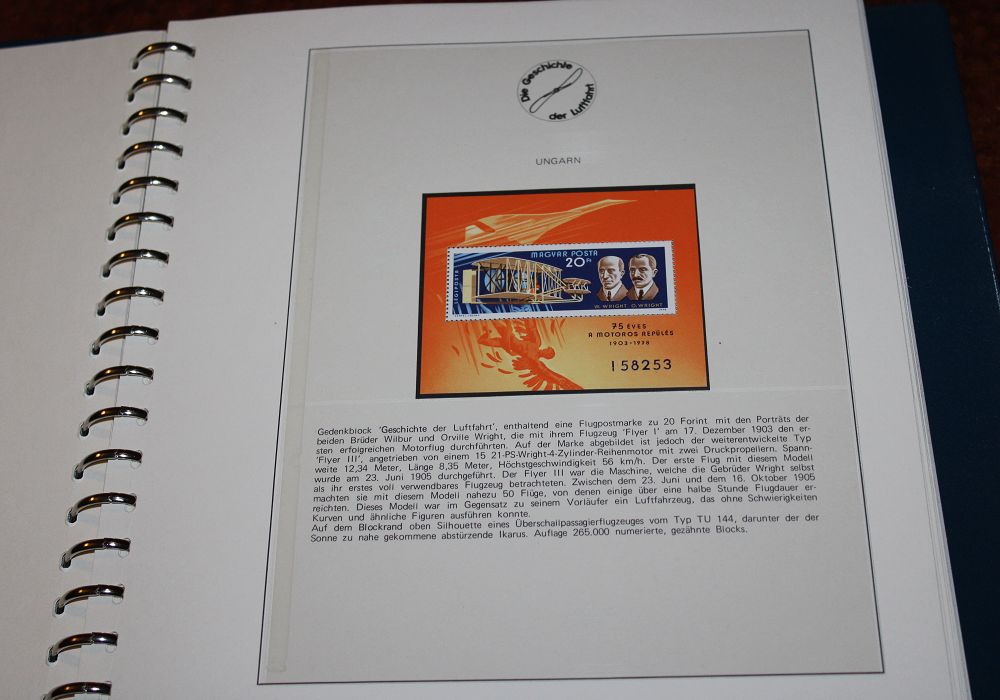 Die Geschichte
der Luftfahrt
UNGARN
MAGYAR POSTA
20Ft
LÉGIPOSTA
W. WRIGHT O. WRIGHT
75 ÉVES
A MOTOROS REPÜLÉS
1903-1978
158253
Gedenkblock 'Geschichte der Luftfahrt', enthaltend eine Flugpostmarke zu 20 Forint mit den Porträts der
beiden Brüder Wilbur und Orville Wright, die mit ihrem Flugzeug 'Flyer I' am 17. Dezember 1903 den er-
sten erfolgreichen Motorflug durchführten. Auf der Marke abgebildet ist jedoch der weiterentwickelte Typ
'Flyer III', angetrieben von einem 15 21-PS-Wright-4-Zylinder-Reihenmotor mit zwei Druckpropellern. Spann-
weite 12,34 Meter, Länge 8,35 Meter, Höchstgeschwindigkeit 56 km/h. Der erste Flug mit diesem Modell
wurde am 23. Juni 1905 durchgeführt. Der Flyer III war die Maschine, welche die Gebrüder Wright selbst
als ihr erstes voll verwendbares Flugzeug betrachteten. Zwischen dem 23. Juni und dem 16. Oktober 1905
machten sie mit diesem Modell nahezu 50 Flüge, von denen einige über eine halbe Stunde Flugdauer er-
reichten. Dieses Modell war im Gegensatz zu seinem Vorläufer ein Luftfahrzeug, das ohne Schwierigkeiten
Kurven und ähnliche Figuren ausführen konnte.
Auf dem Blockrand oben Silhouette eines Überschallpassagierflugzeuges vom Typ TU 144, darunter der der
Sonne zu nahe gekommene abstürzende Ikarus. Auflage 265.000 numerierte, gezähnte Blocks.